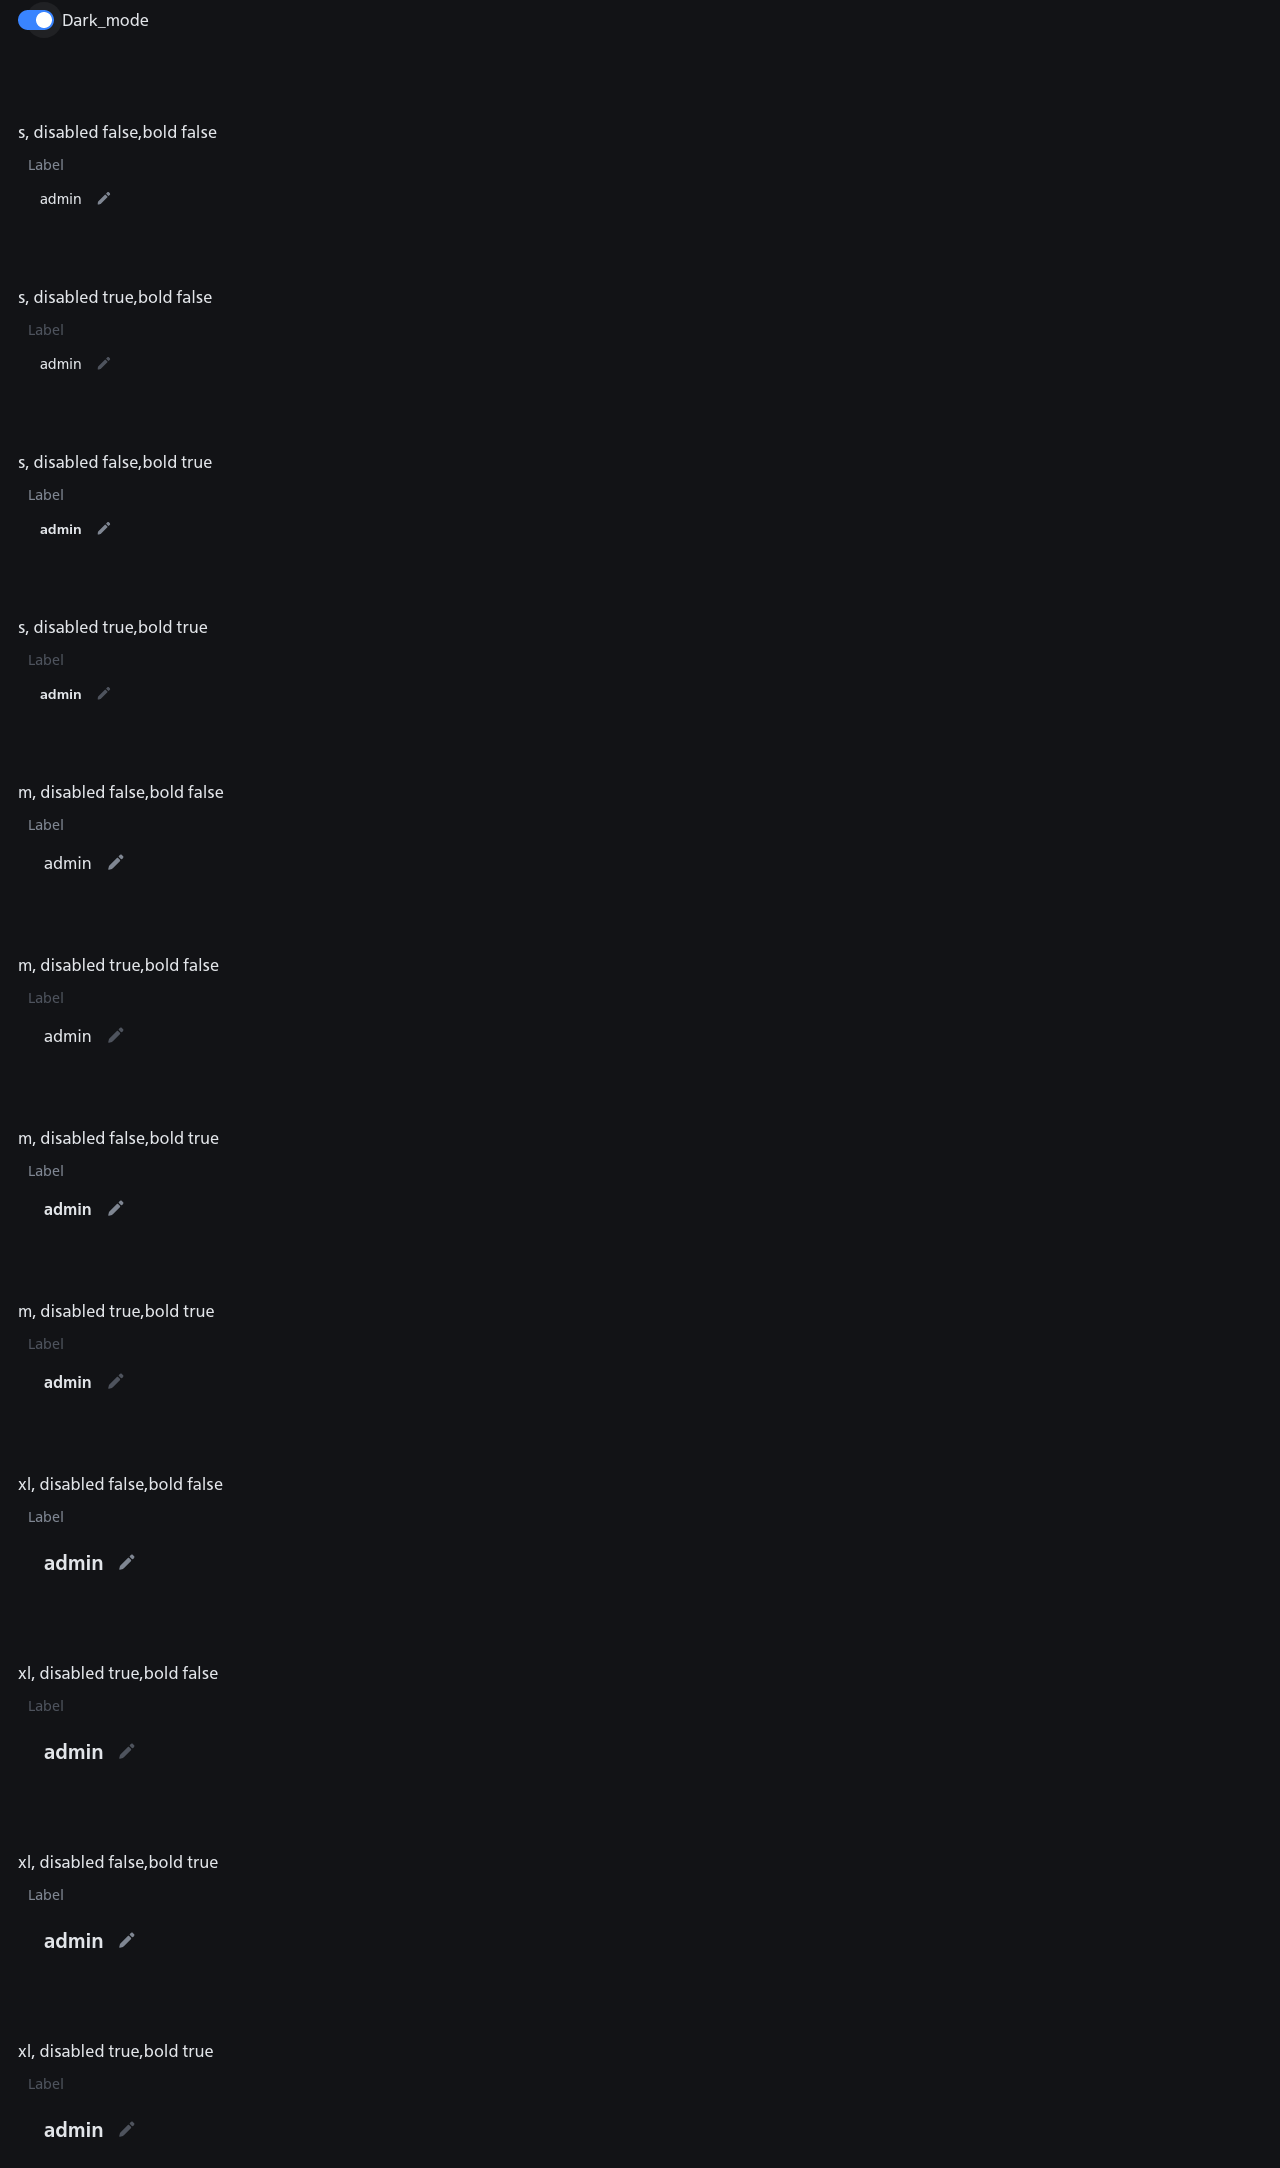 Dark_mode
s, disabled false,bold false
Label
admin
s, disabled true,bold false
Label
admin
s, disabled false,bold true
Label
admin
s, disabled true,bold true
Label
admin
m, disabled false,bold false
Label
admin
m, disabled true,bold false
Label
admin
m, disabled false,bold true
Label
admin
m, disabled true,bold true
Label
admin
xl, disabled false,bold false
Label
admin
xl, disabled true,bold false
Label
admin
xl, disabled false,bold true
Label
admin
xl, disabled true,bold true
Label
admin